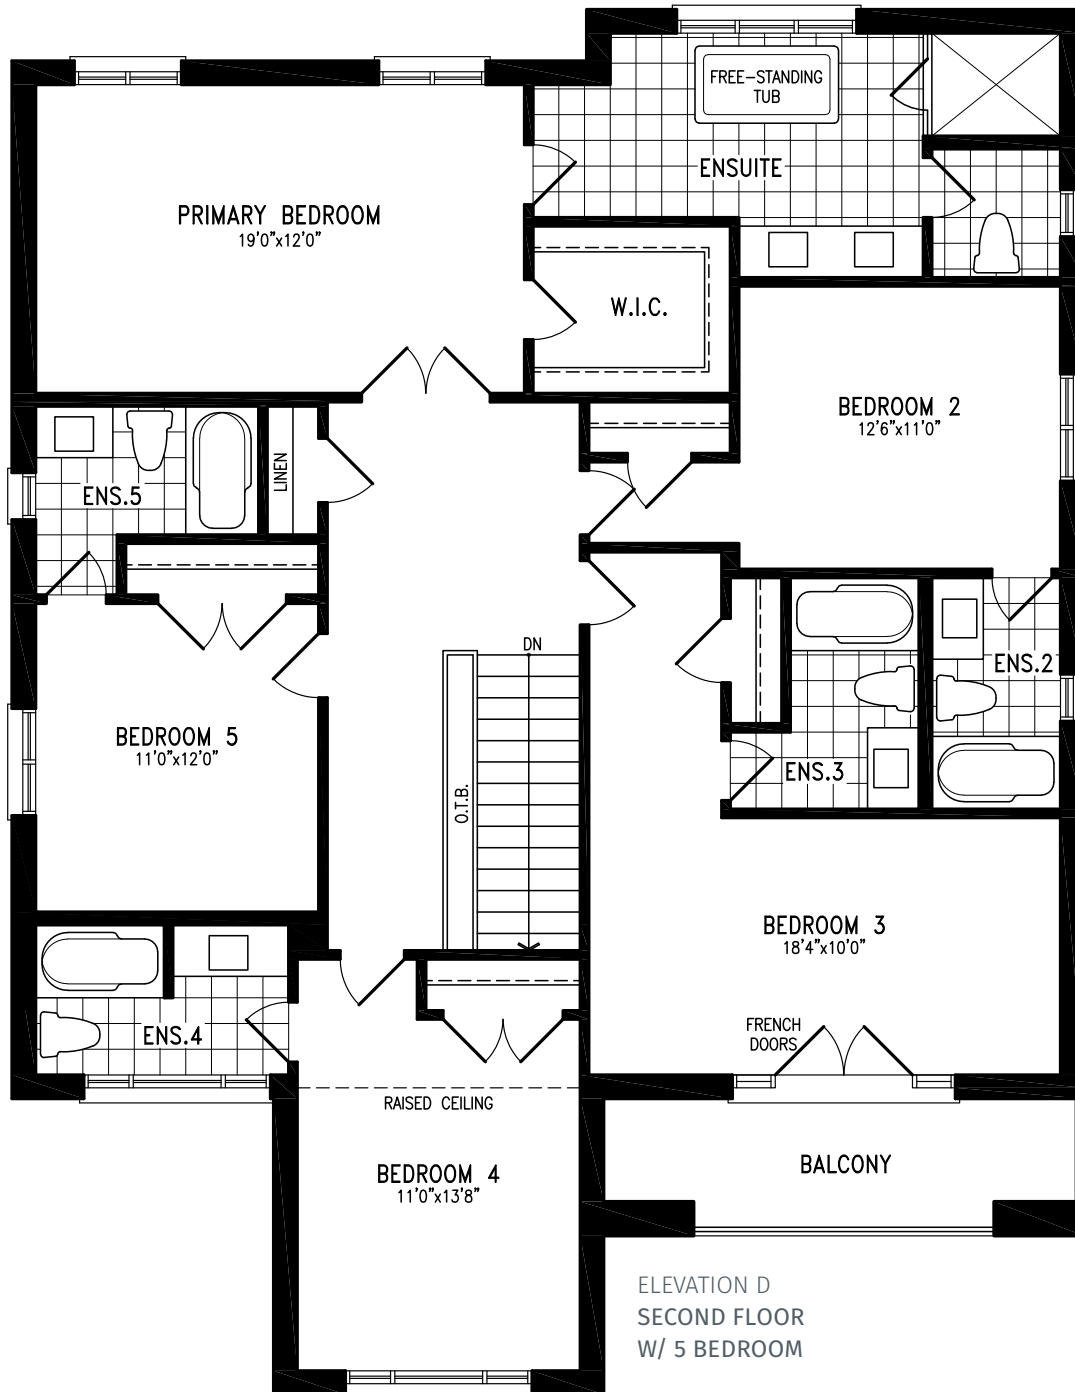 FREE-STANDING
TUB
ENSUITE
PRIMARY BEDROOM
19'0"x12'0"
W.I.C.
BEDROOM 2
12'6"x11'0"
LINEN
ENS.5
DN
ENS.2
BEDROOM 5
11'0"x12'0"
O.T.B.
ENS.3
BEDROOM 3
18'4"x10'0"
FRENCH
DOORS
ENS.4
RAISED CEILING
BEDROOM 4
11'0"x13'8"
BALCONY
ELEVATION D
SECOND FLOOR
W/ 5 BEDROOM